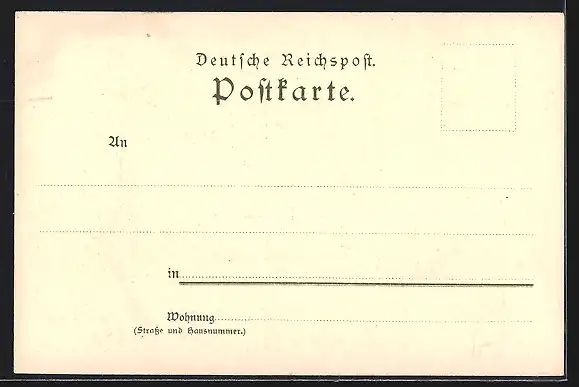 Deutſche Reichspoſt.
Poſtkarte.
An
in
Wohnung
(Straße und Hausnummer.)